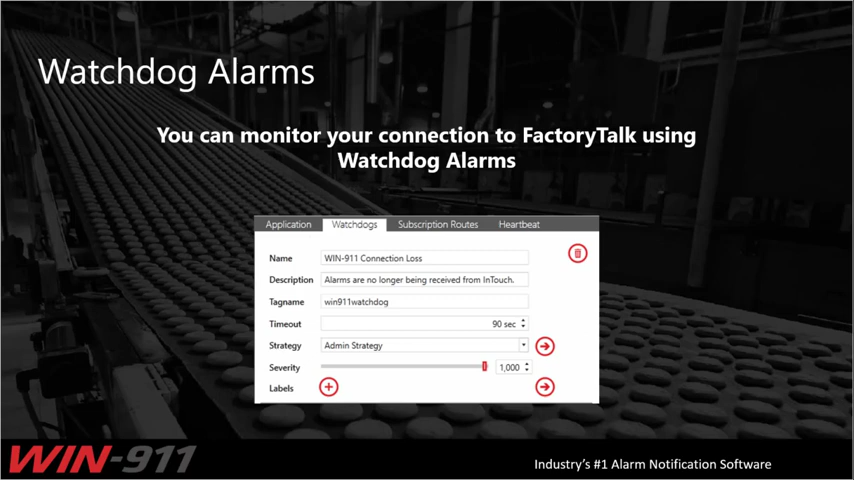 Watchdog Alarms
You can monitor your connection to FactoryTalk using
Watchdog Alarms
Application Watchdogs Subscription Routes Heartbeat
Name WIN-911 Connection Loss
Description Alarms are no longer being received from InTouch.
Tagname win911watchdog
Timeout 90 sec
Strategy Admin Strategy
Severity 1,000
Labels
WIN-911
Industry's #1 Alarm Notification Software